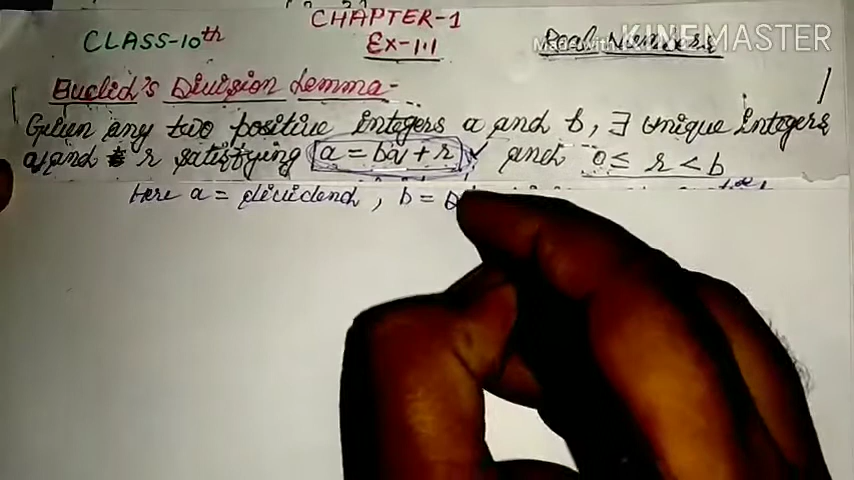 CHAPTER-1
CLASS-10th Ex-1.1 Real Numbers
Made with KINEMASTER
Euclid's Division Lemma-
Given any two positive integers a and b, ∃ unique integers
q and r satisfying a = bq + r and 0 ≤ r < b
Here a = dividend, b =